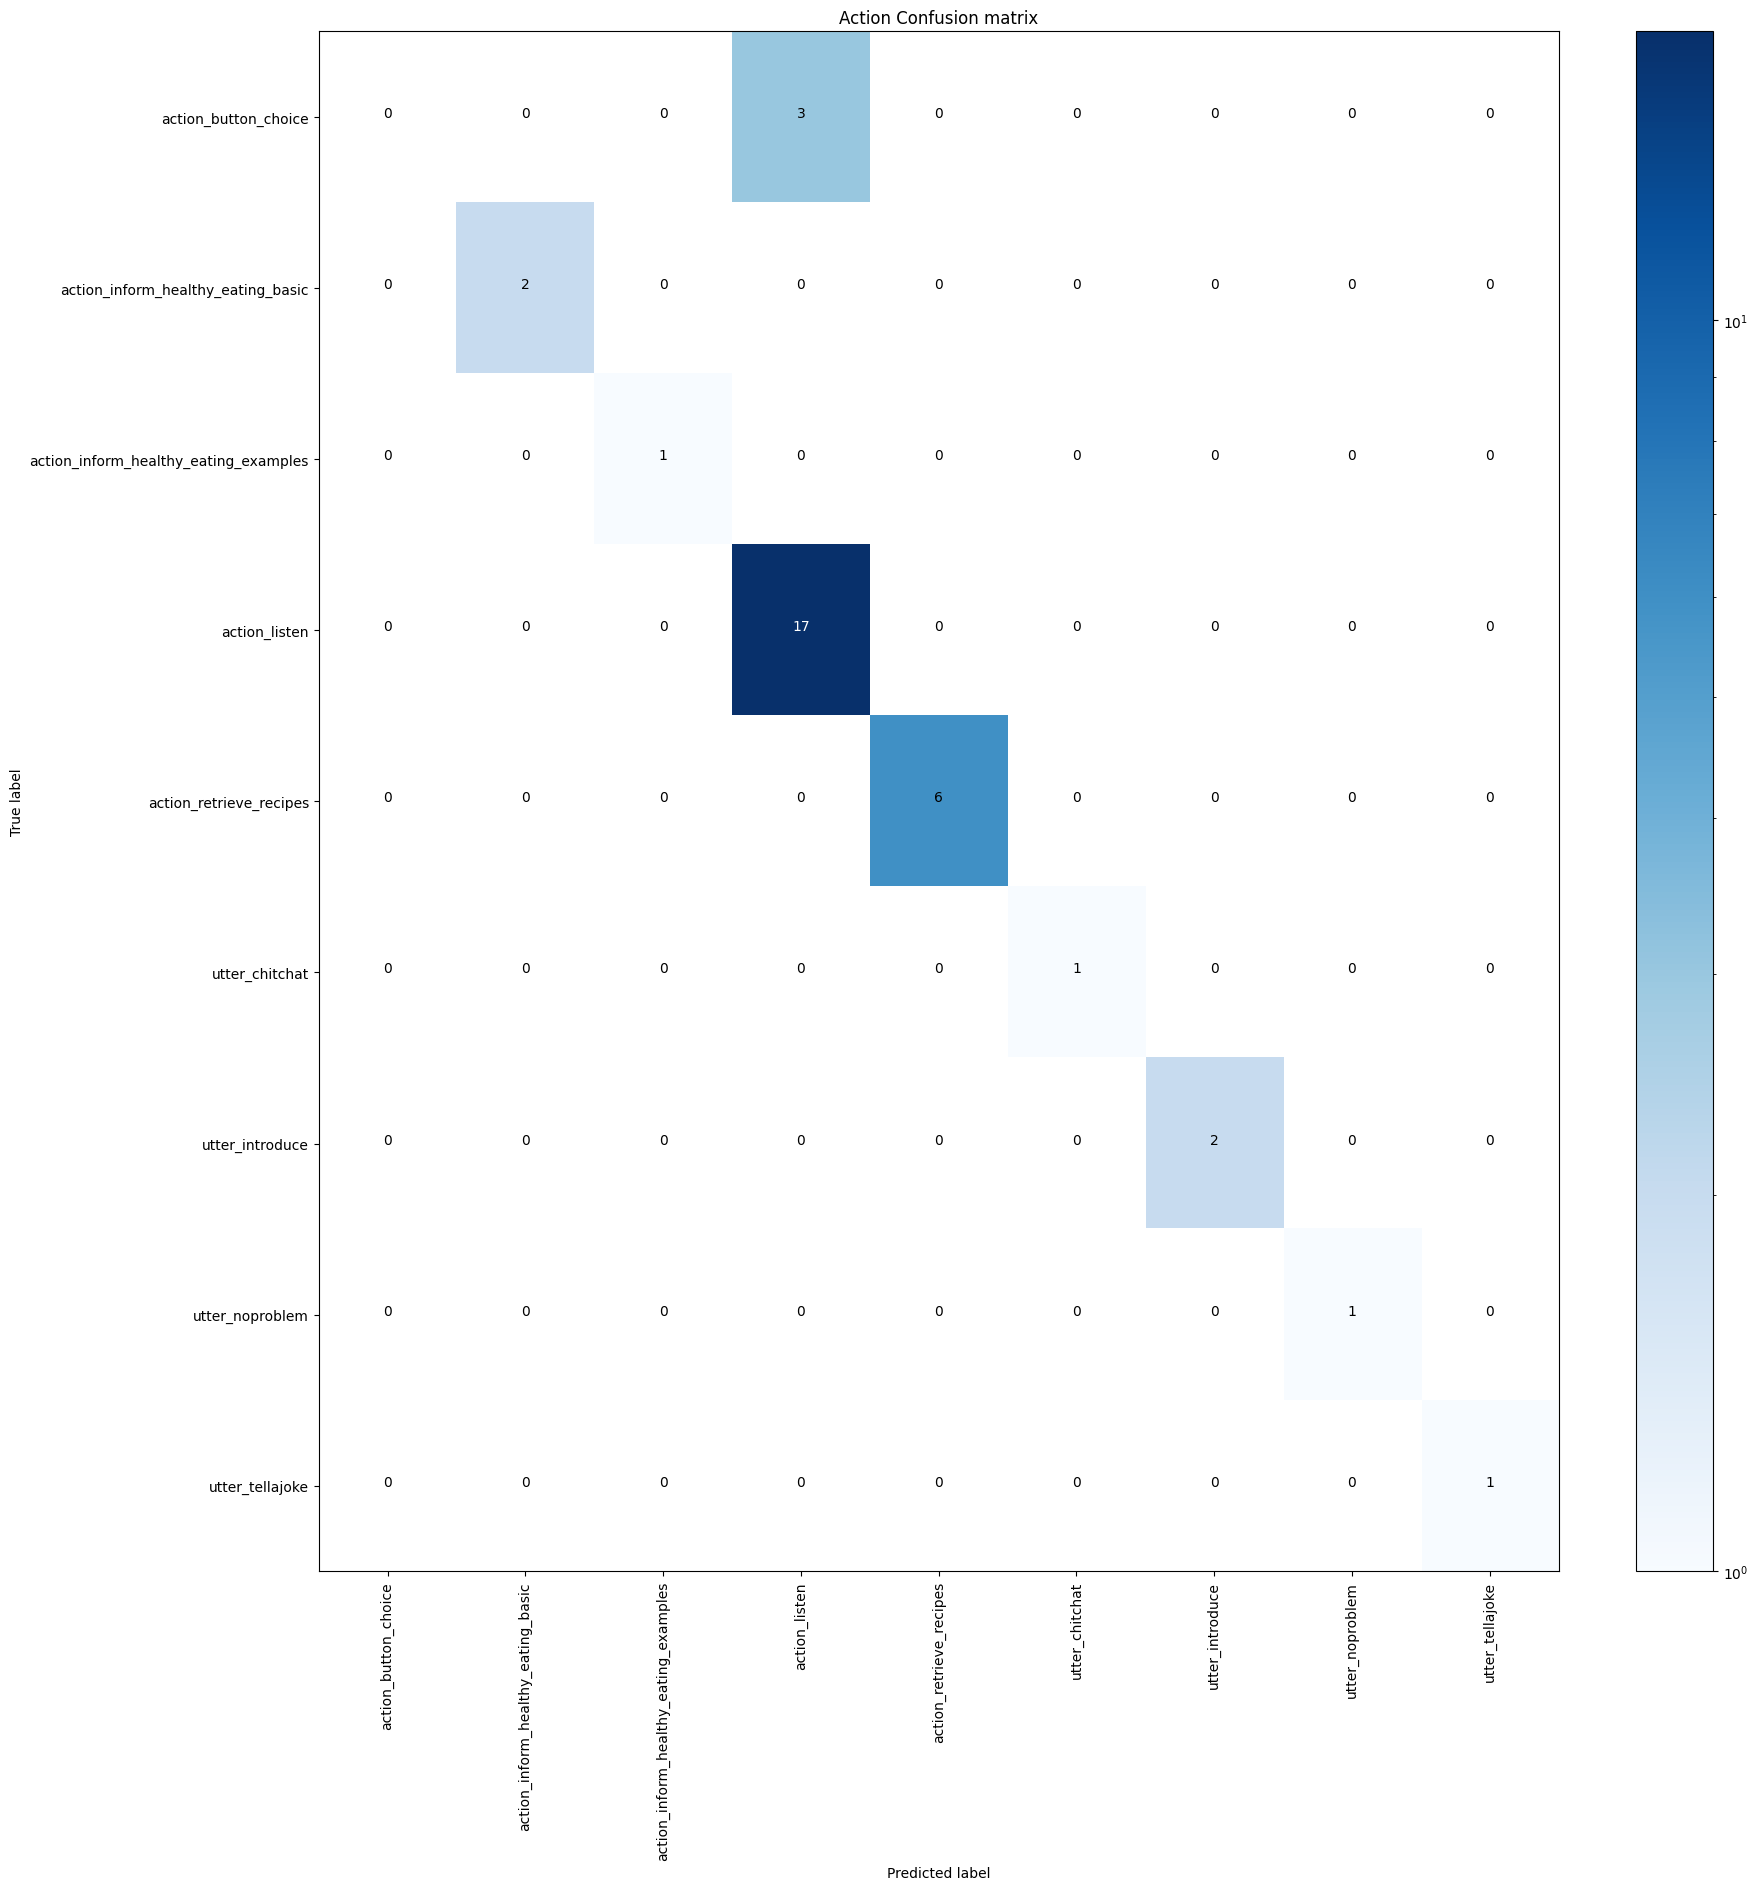 Action Confusion matrix
action_button_choice 0 0 0 3 0 0 0 0 0
action_inform_healthy_eating_basic 0 2 0 0 0 0 0 0 0
10¹
action_inform_healthy_eating_examples 0 0 1 0 0 0 0 0 0
action_listen 0 0 0 17 0 0 0 0 0
True label
action_retrieve_recipes 0 0 0 0 6 0 0 0 0
utter_chitchat 0 0 0 0 0 1 0 0 0
utter_introduce 0 0 0 0 0 0 2 0 0
utter_noproblem 0 0 0 0 0 0 0 1 0
utter_tellajoke 0 0 0 0 0 0 0 0 1
10⁰
action_button_choice
action_inform_healthy_eating_basic
action_inform_healthy_eating_examples
action_listen
action_retrieve_recipes
utter_chitchat
utter_introduce
utter_noproblem
utter_tellajoke
Predicted label